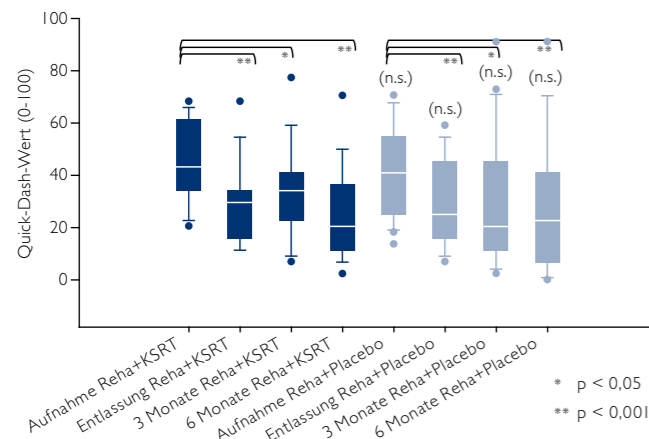 Quick-Dash-Wert (0-100)
100
80
60
40
20
0
** * ** ** * **
(n.s.) (n.s.) (n.s.) (n.s.)
Aufnahme Reha+KSRT
Entlassung Reha+KSRT
3 Monate Reha+KSRT
6 Monate Reha+KSRT
Aufnahme Reha+Placebo
Entlassung Reha+Placebo
3 Monate Reha+Placebo
6 Monate Reha+Placebo
* p < 0,05
** p < 0,001